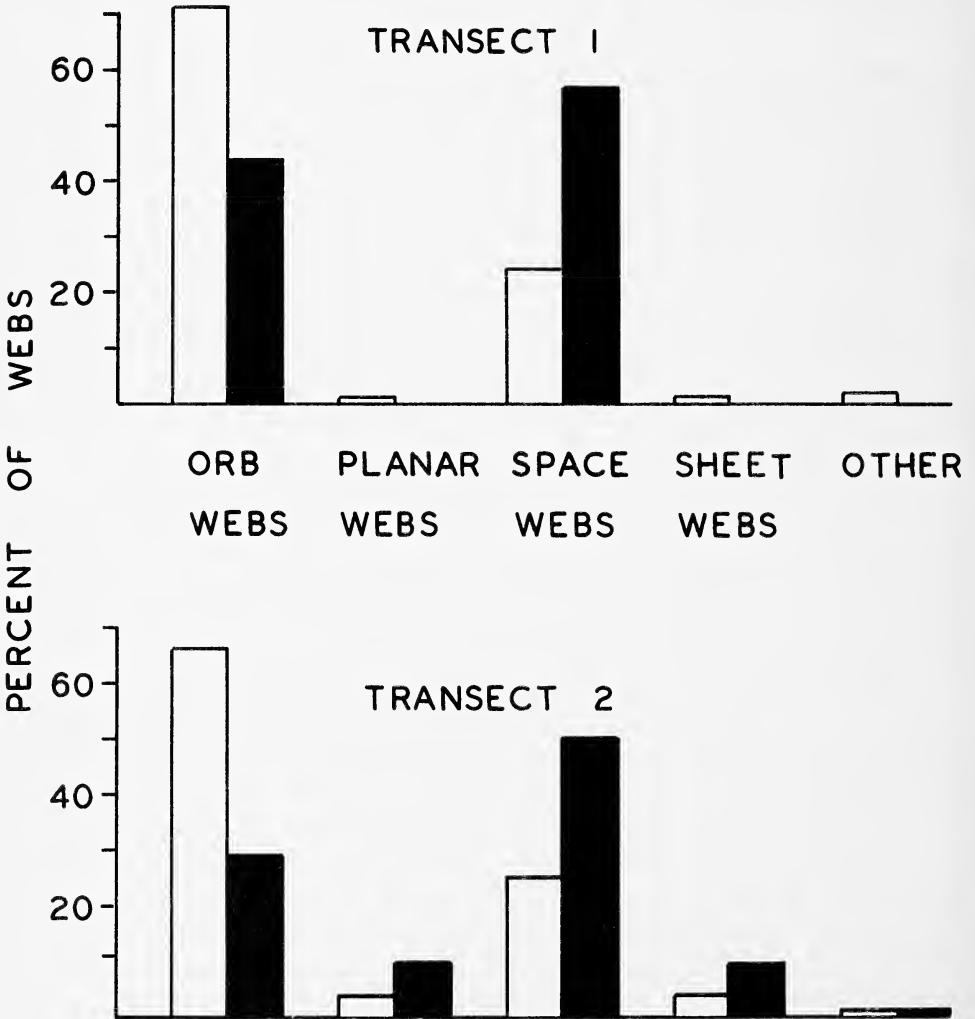 PERCENT OF WEBS
TRANSECT 1
60
40
20
ORB WEBS
PLANAR WEBS
SPACE WEBS
SHEET WEBS
OTHER
TRANSECT 2
60
40
20